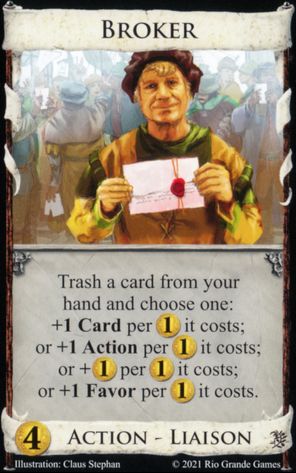 BROKER
Trash a card from your
hand and choose one:
+1 Card per 1 it costs;
or +1 Action per 1 it costs;
or + 1 per 1 it costs;
or +1 Favor per 1 it costs.
4 ACTION - LIAISON
Illustration: Claus Stephan © 2021 Rio Grande Games